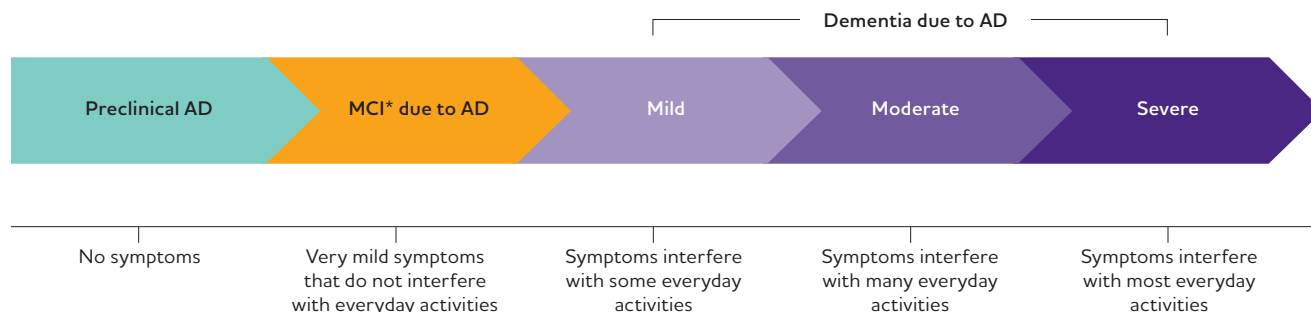 Dementia due to AD
Preclinical AD
MCI* due to AD
Mild
Moderate
Severe
No symptoms
Very mild symptoms
that do not interfere
with everyday activities
Symptoms interfere
with some everyday
activities
Symptoms interfere
with many everyday
activities
Symptoms interfere
with most everyday
activities